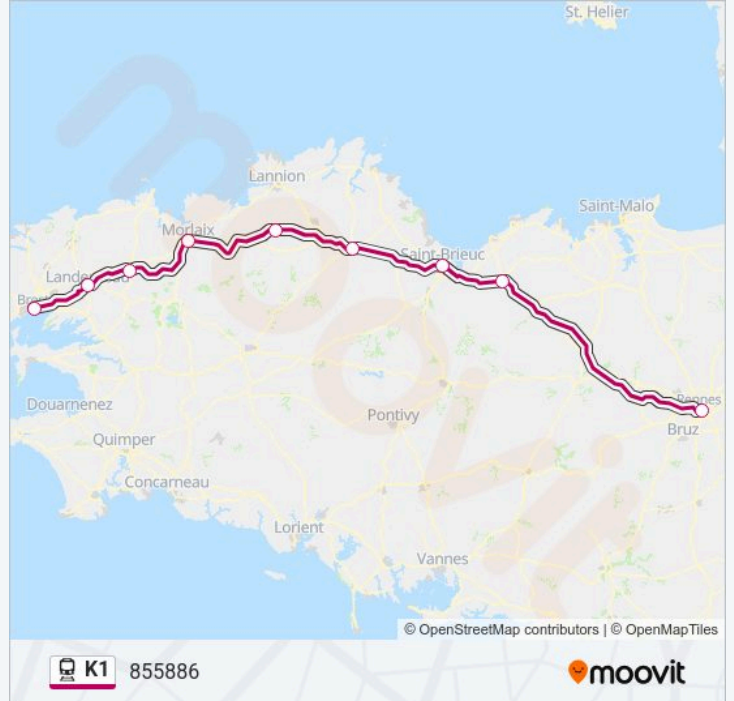 St. Helier
Lannion
Saint-Malo
Morlaix
Saint-Brieuc
Rennes
Bruz
Douarnenez
Pontivy
Quimper
Concarneau
Lorient
Vannes
© OpenStreetMap contributors | © OpenMapTiles
K1 855886
moovit